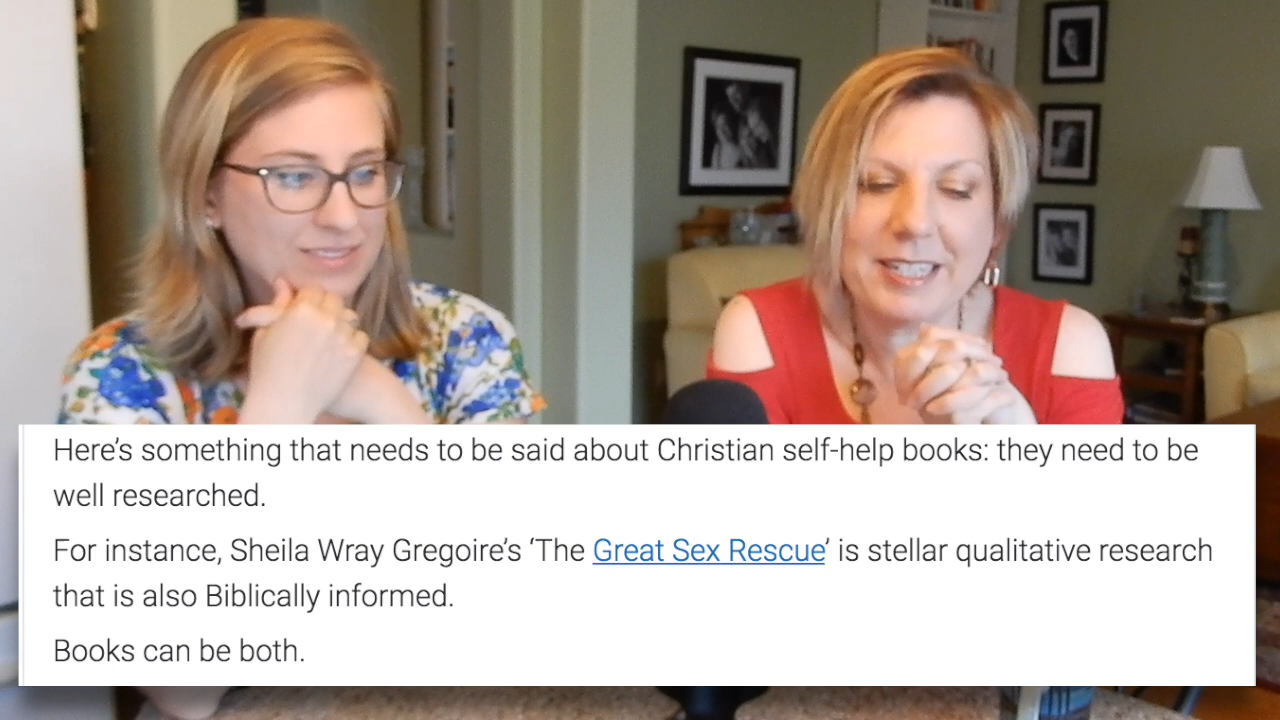 Here’s something that needs to be said about Christian self-help books: they need to be
well researched.
For instance, Sheila Wray Gregoire’s ‘The Great Sex Rescue’ is stellar qualitative research
that is also Biblically informed.
Books can be both.